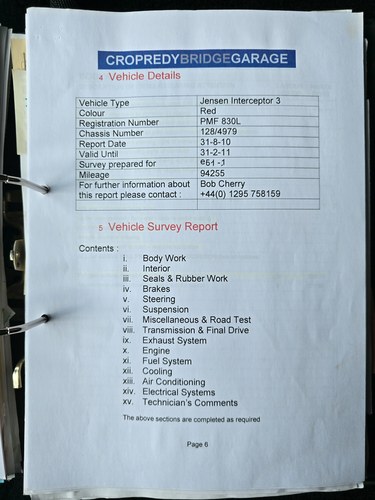 CROPREDYBRIDGEGARAGE
4 Vehicle Details
Vehicle Type Jensen Interceptor 3
Colour Red
Registration Number PMF 830L
Chassis Number 128/4979
Report Date 31-8-10
Valid Until 31-2-11
Survey prepared for
Mileage 94255
For further information about Bob Cherry
this report please contact : +44(0) 1295 758159
5 Vehicle Survey Report
Contents :
i. Body Work
ii. Interior
iii. Seals & Rubber Work
iv. Brakes
v. Steering
vi. Suspension
vii. Miscellaneous & Road Test
viii. Transmission & Final Drive
ix. Exhaust System
x. Engine
xi. Fuel System
xii. Cooling
xiii. Air Conditioning
xiv. Electrical Systems
xv. Technician's Comments
The above sections are completed as required
Page 6